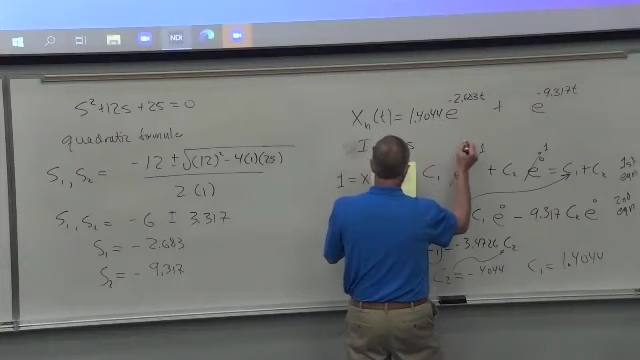 S² + 12S + 25 = 0
quadratic formula
S₁, S₂ = -12 ± √(12)² - 4(1)(25)
2 (1)
S₁, S₂ = -6 ± 3.317
S₁ = -2.683
S₂ = -9.317
Xₕ(t) = 1.4044 e^-2.683t + e^-9.317t
I
1 = X C₁ + C₂ e⁰ = C₁ + C₂ 1st eqn
C₁ e⁰ - 9.317 C₂ e⁰ 2nd eqn
= -3.4726 C₂
C₂ = -.4044 C₁ = 1.4044
NDI